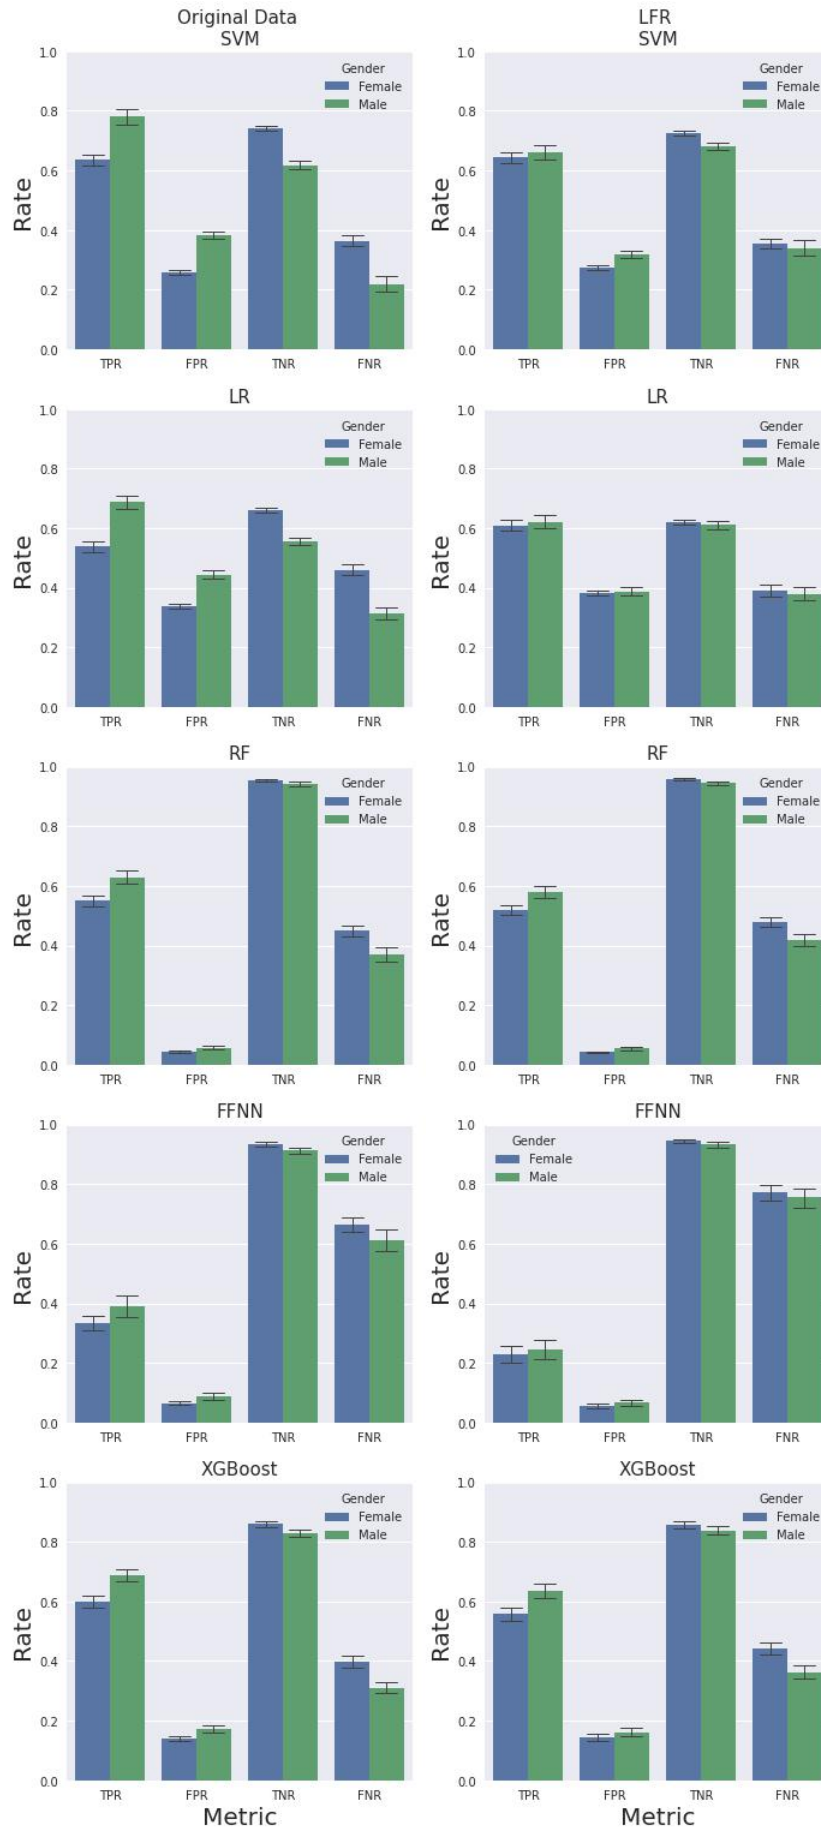 Original Data
SVM
LFR
SVM
1.0
0.8
0.6
0.4
0.2
0.0
Rate
Gender
Female
Male
TPR
FPR
TNR
FNR
1.0
0.8
0.6
0.4
0.2
0.0
Rate
Gender
Female
Male
TPR
FPR
TNR
FNR
LR
1.0
0.8
0.6
0.4
0.2
0.0
Rate
Gender
Female
Male
TPR
FPR
TNR
FNR
LR
1.0
0.8
0.6
0.4
0.2
0.0
Rate
Gender
Female
Male
TPR
FPR
TNR
FNR
RF
1.0
0.8
0.6
0.4
0.2
0.0
Rate
Gender
Female
Male
TPR
FPR
TNR
FNR
RF
1.0
0.8
0.6
0.4
0.2
0.0
Rate
Gender
Female
Male
TPR
FPR
TNR
FNR
FFNN
1.0
0.8
0.6
0.4
0.2
0.0
Rate
Gender
Female
Male
TPR
FPR
TNR
FNR
FFNN
1.0
0.8
0.6
0.4
0.2
0.0
Rate
Gender
Female
Male
TPR
FPR
TNR
FNR
XGBoost
1.0
0.8
0.6
0.4
0.2
0.0
Rate
Gender
Female
Male
TPR
FPR
TNR
FNR
Metric
XGBoost
1.0
0.8
0.6
0.4
0.2
0.0
Rate
Gender
Female
Male
TPR
FPR
TNR
FNR
Metric